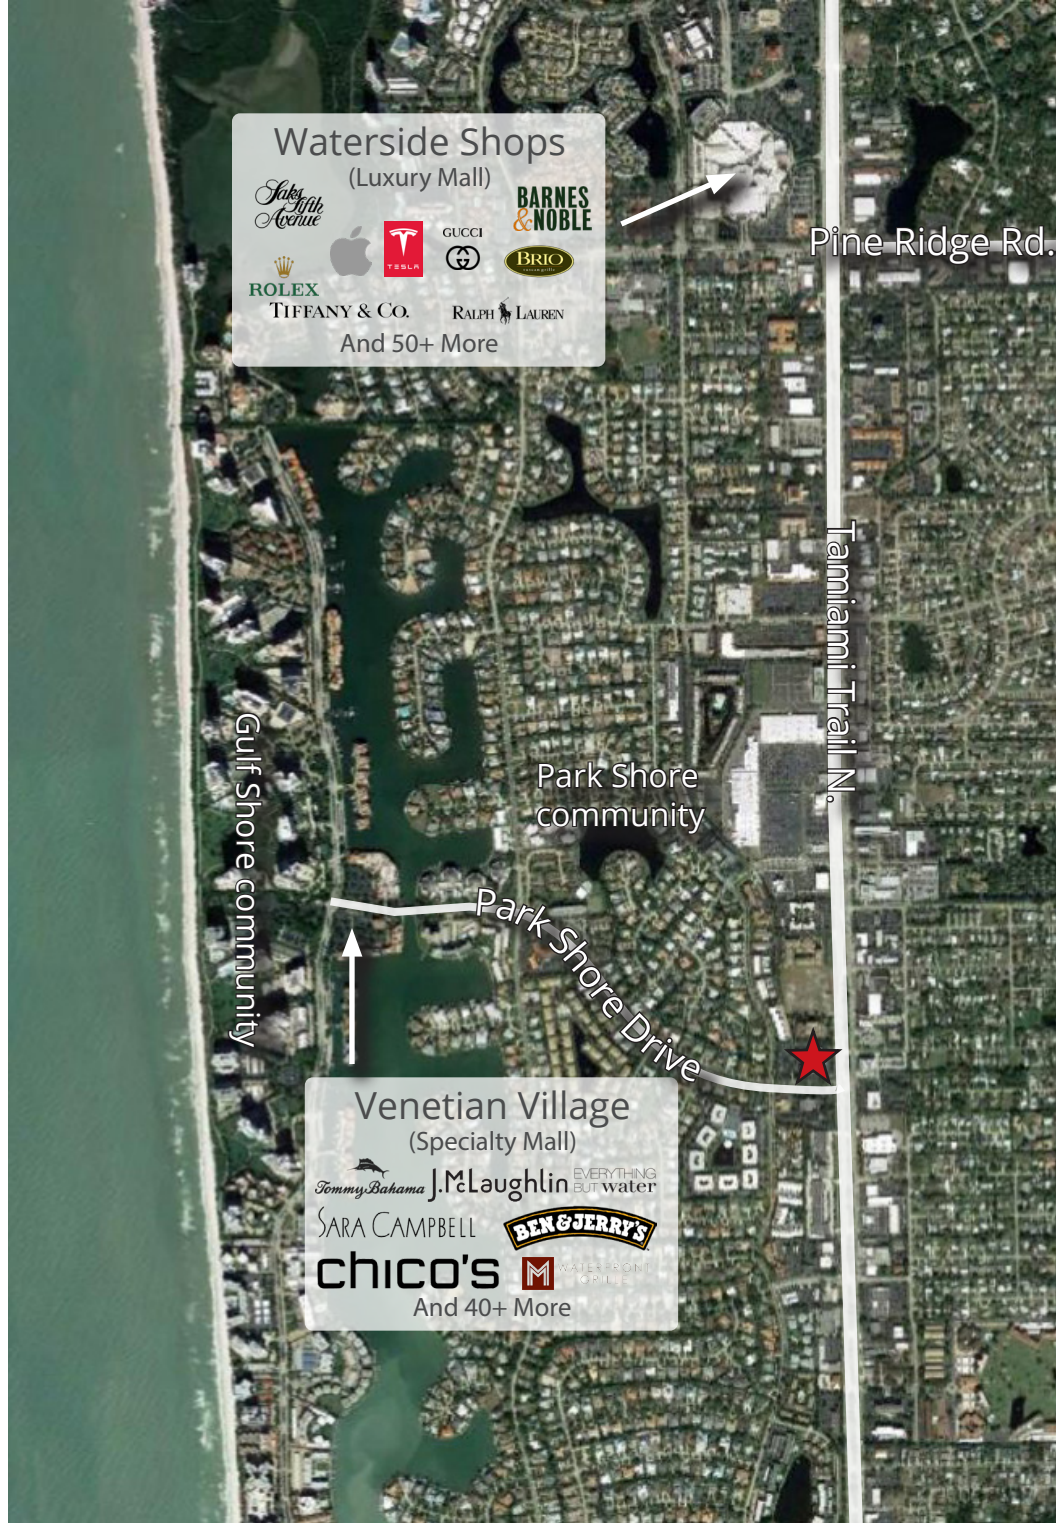 Waterside Shops
(Luxury Mall)
Saks Fifth Avenue
BARNES
&NOBLE
TESLA
GUCCI
BRIO
ROLEX
TIFFANY & CO.
RALPH LAUREN
And 50+ More
Pine Ridge Rd.
Tamiami Trail N.
Gulf Shore community
Park Shore
community
Park Shore Drive
Venetian Village
(Specialty Mall)
Tommy Bahama
J.McLaughlin
EVERYTHING
BUT water
SARA CAMPBELL
BEN & JERRY'S
chico's
M
WATERFRONT
GRILLE
And 40+ More